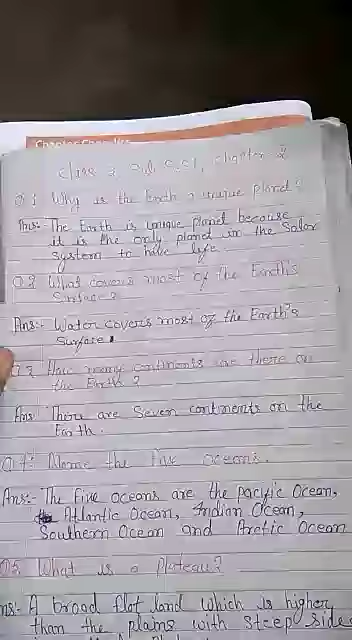 Chapter Chapter
Class 3rd, S.St, chapter 2
Q.1 Why is the Earth a unique planet?
Ans:- The Earth is unique planet because
it is the only planet in the Solar
system to have life.
Q.2 What covers most of the Earth's
Surface?
Ans:- Water covers most of the Earth's
surface.
Q.3 How many continents are there on
the Earth?
Ans There are Seven continents on the
Earth.
Q.4: Name the five oceans.
Ans:- The five oceans are the pacific Ocean,
Atlantic Ocean, Indian Ocean,
Southern Ocean and Arctic Ocean
Q5 What is a Plateau?
ns:- A broad flat land which is higher
than the plains with steep sides